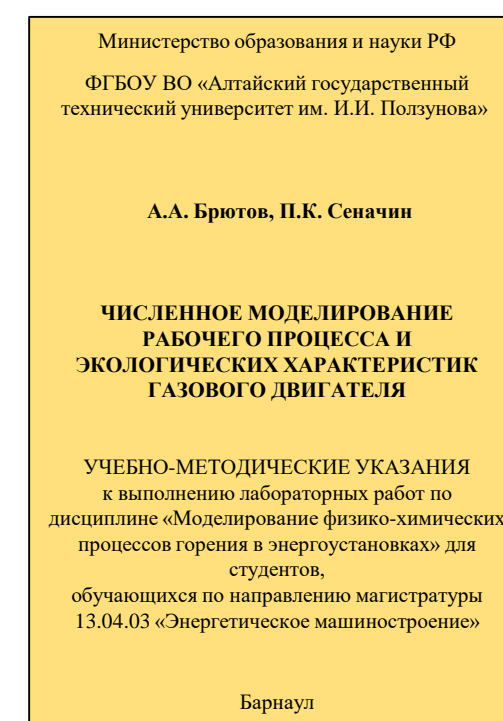 Министерство образования и науки РФ
ФГБОУ ВО «Алтайский государственный
технический университет им. И.И. Ползунова»
А.А. Брютов, П.К. Сеначин
ЧИСЛЕННОЕ МОДЕЛИРОВАНИЕ
РАБОЧЕГО ПРОЦЕССА И
ЭКОЛОГИЧЕСКИХ ХАРАКТЕРИСТИК
ГАЗОВОГО ДВИГАТЕЛЯ
УЧЕБНО-МЕТОДИЧЕСКИЕ УКАЗАНИЯ
к выполнению лабораторных работ по
дисциплине «Моделирование физико-химических
процессов горения в энергоустановках» для
студентов,
обучающихся по направлению магистратуры
13.04.03 «Энергетическое машиностроение»
Барнаул